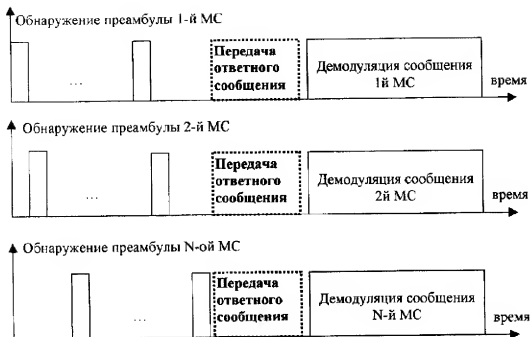 Обнаружение преамбулы 1-й МС
Передача
ответного
сообщения
Демодуляция сообщения
1й МС
время
...
Обнаружение преамбулы 2-й МС
Передача
ответного
сообщения
Демодуляция сообщения
2й МС
время
...
Обнаружение преамбулы N-ой МС
Передача
ответного
сообщения
Демодуляция сообщения
N-й МС
время
...